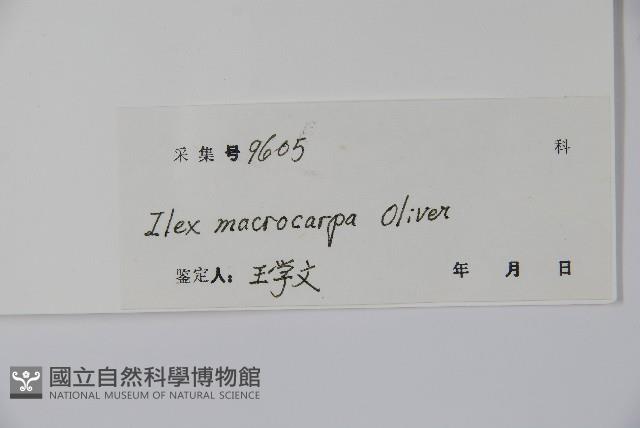 采集号 9605 科
Ilex macrocarpa Oliver
鉴定人: 王学文 年 月 日
國立自然科學博物館
NATIONAL MUSEUM OF NATURAL SCIENCE